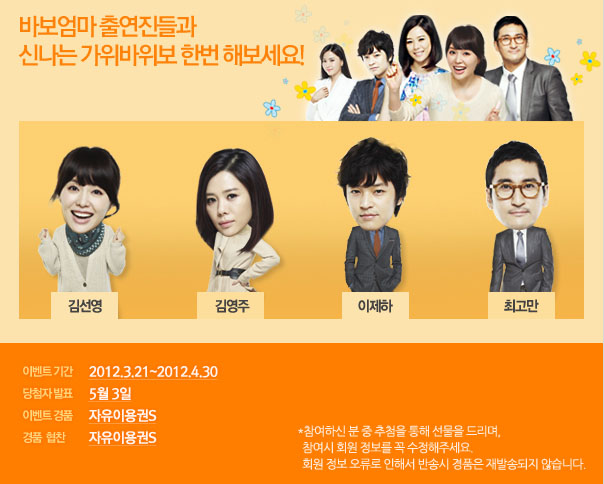 바보엄마 출연진들과
신나는 가위바위보 한번 해보세요!
김선영
김영주
이제하
최고만
이벤트 기간 2012.3.21~2012.4.30
당첨자 발표 5월 3일
이벤트 경품 자유이용권S
경품 협찬 자유이용권S
*참여하신 분 중 추첨을 통해 선물을 드리며,
참여시 회원 정보를 꼭 수정해주세요.
회원 정보 오류로 인해서 반송시 경품은 재발송되지 않습니다.